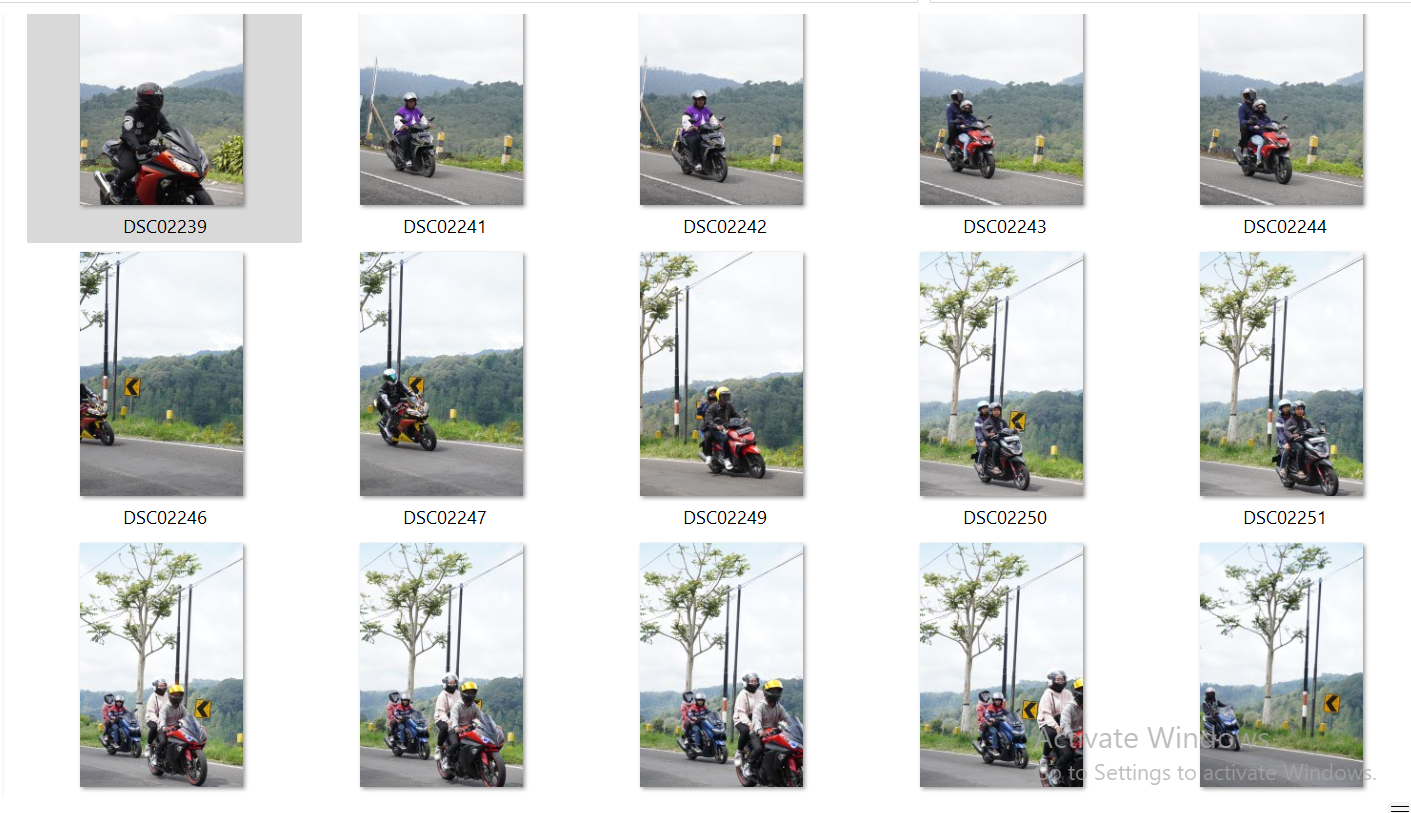 DSC02239
DSC02241
DSC02242
DSC02243
DSC02244
DSC02246
DSC02247
DSC02249
DSC02250
DSC02251
Activate Windows
Go to Settings to activate Windows.